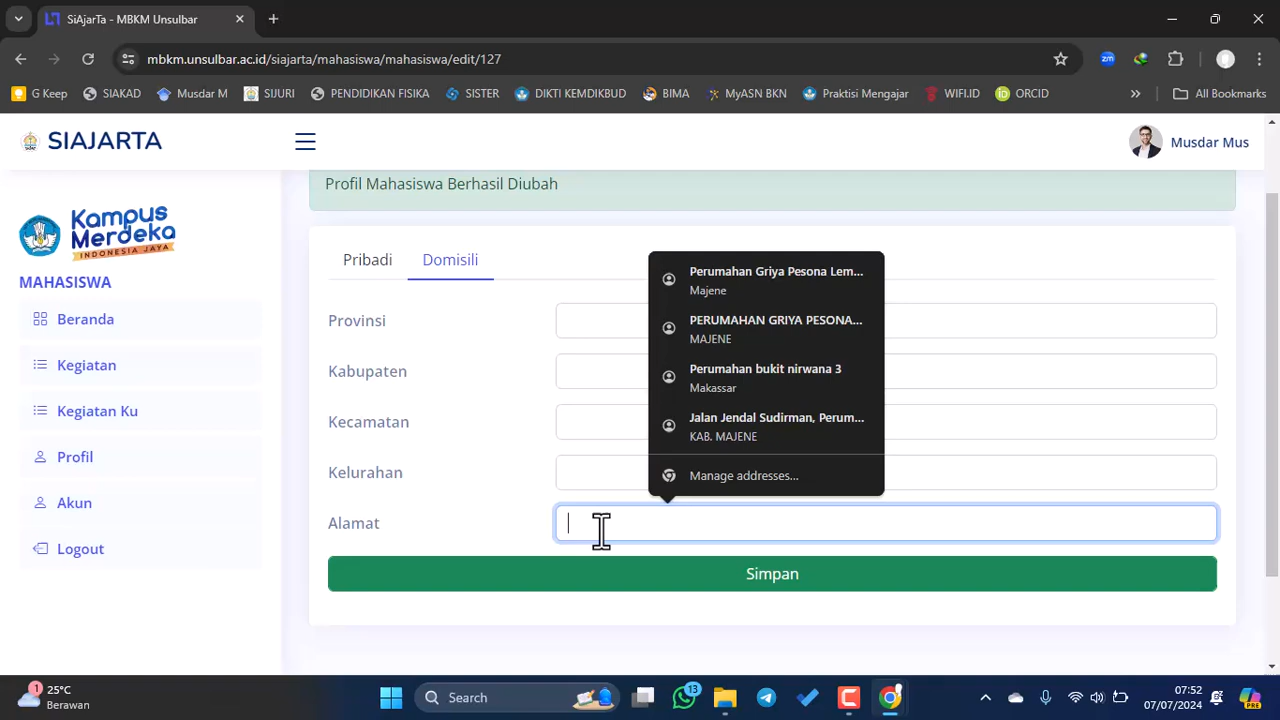 SiAjarTa - MBKM Unsulbar
mbkm.unsulbar.ac.id/siajarta/mahasiswa/mahasiswa/edit/127
zm
G Keep SIAKAD Musdar M SIJURI PENDIDIKAN FISIKA SISTER DIKTI KEMDIKBUD BIMA MyASN BKN Praktisi Mengajar WIFI.ID ORCID All Bookmarks
SIAJARTA
Musdar Mus
Profil Mahasiswa Berhasil Diubah
Kampus
Merdeka
INDONESIA JAYA
MAHASISWA
Beranda
Kegiatan
Kegiatan Ku
Profil
Akun
Logout
Pribadi Domisili
Provinsi
Kabupaten
Kecamatan
Kelurahan
Alamat
Perumahan Griya Pesona Lem...
Majene
PERUMAHAN GRIYA PESONA...
MAJENE
Perumahan bukit nirwana 3
Makassar
Jalan Jendal Sudirman, Perum...
KAB. MAJENE
Manage addresses...
Simpan
1
25°C
Berawan
Search
13
07:52
07/07/2024
PRE